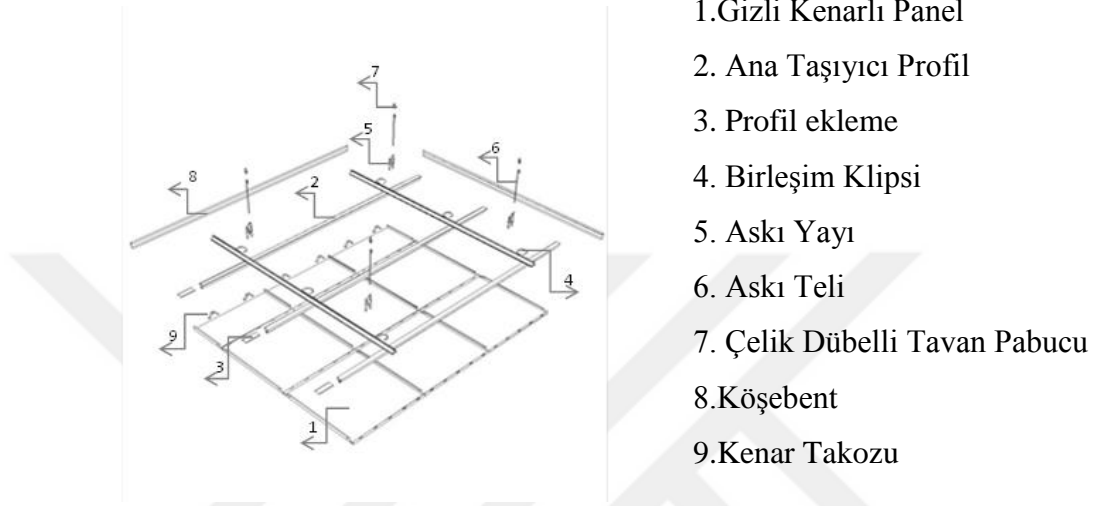 1.Gizli Kenarlı Panel
2. Ana Taşıyıcı Profil
3. Profil ekleme
4. Birleşim Klipsi
5. Askı Yayı
6. Askı Teli
7. Çelik Dübelli Tavan Pabucu
8.Köşebent
9.Kenar Takozu
7
5
6
8
2
4
9
3
1